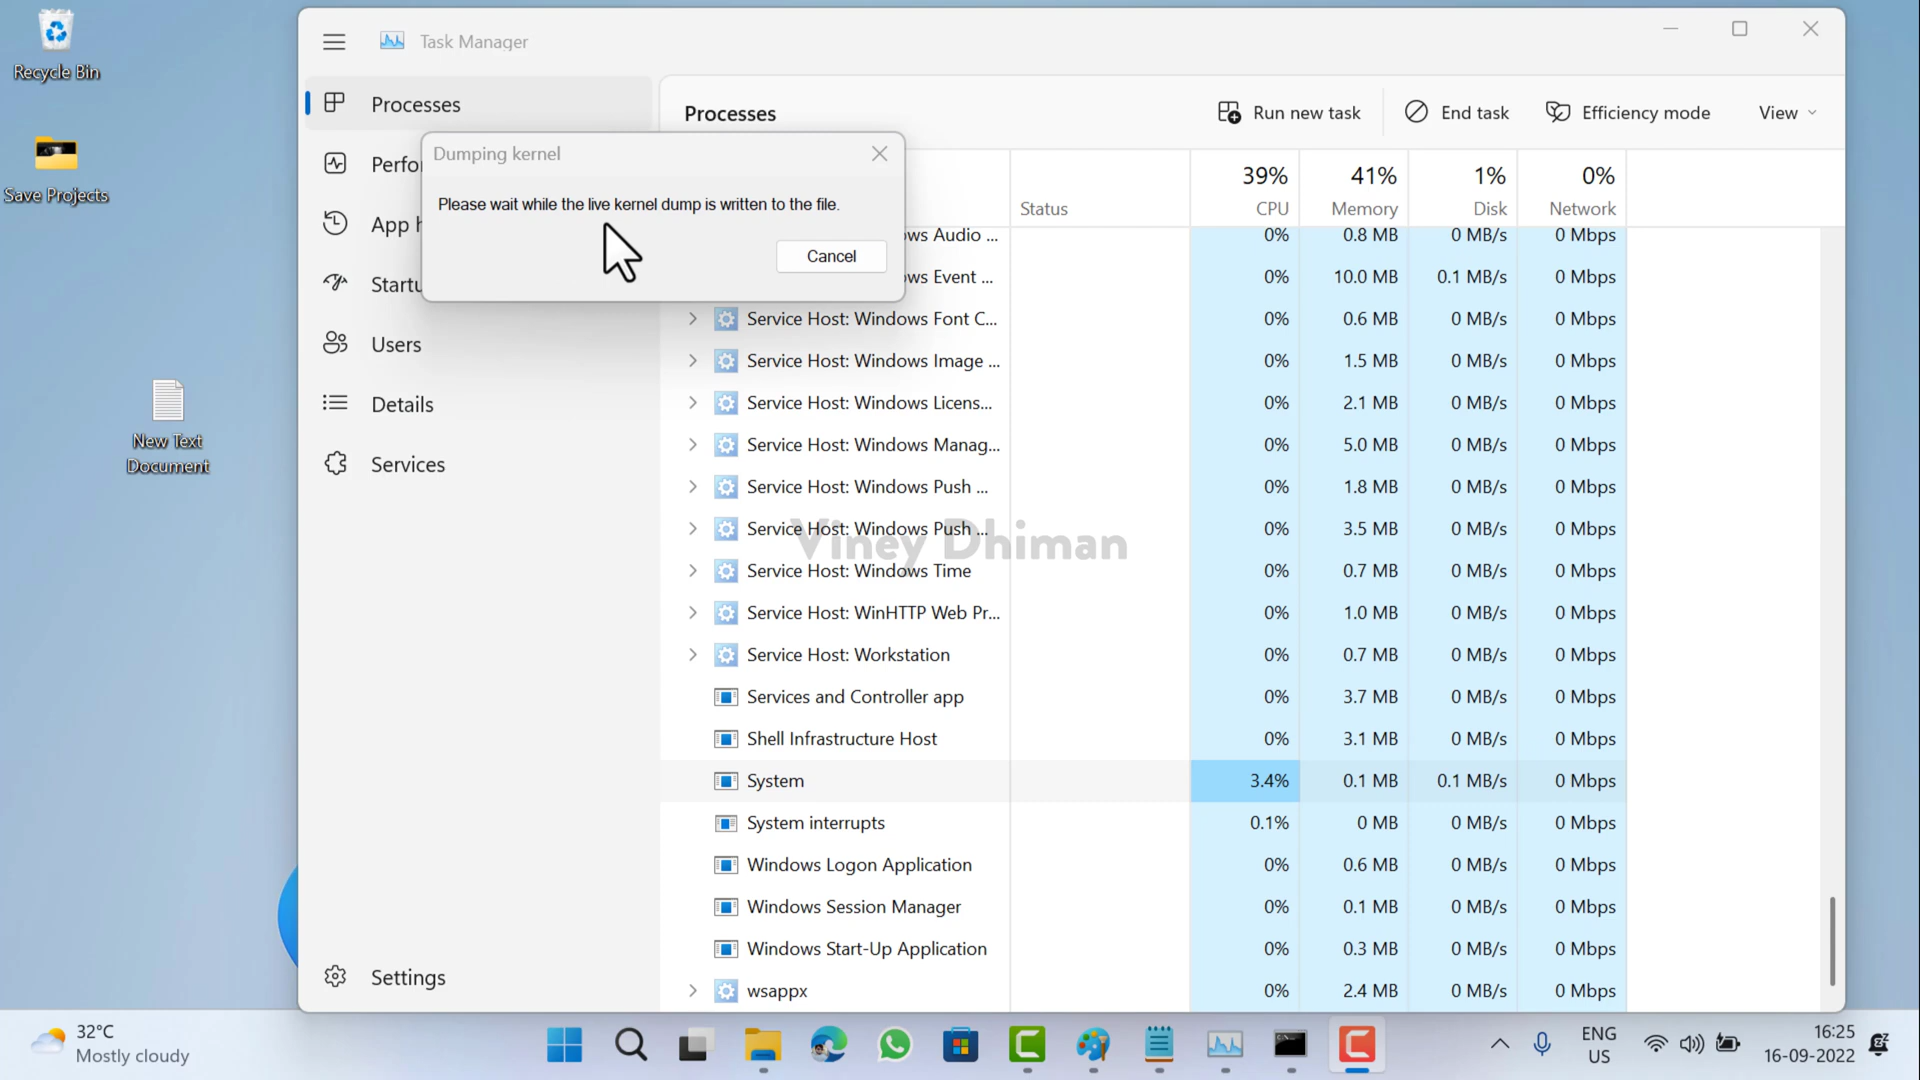 Recycle Bin
Save Projects
New Text
Document
Task Manager
Processes
Perfo
App h
Startu
Users
Details
Services
Settings
Processes
Run new task
End task
Efficiency mode
View
Dumping kernel
Please wait while the live kernel dump is written to the file.
Cancel
Status
39% 41% 1% 0%
CPU Memory Disk Network
ows Audio ... 0% 0.8 MB 0 MB/s 0 Mbps
ows Event ... 0% 10.0 MB 0.1 MB/s 0 Mbps
Service Host: Windows Font C... 0% 0.6 MB 0 MB/s 0 Mbps
Service Host: Windows Image ... 0% 1.5 MB 0 MB/s 0 Mbps
Service Host: Windows Licens... 0% 2.1 MB 0 MB/s 0 Mbps
Service Host: Windows Manag... 0% 5.0 MB 0 MB/s 0 Mbps
Service Host: Windows Push ... 0% 1.8 MB 0 MB/s 0 Mbps
Service Host: Windows Push ... 0% 3.5 MB 0 MB/s 0 Mbps
Viney Dhiman
Service Host: Windows Time 0% 0.7 MB 0 MB/s 0 Mbps
Service Host: WinHTTP Web Pr... 0% 1.0 MB 0 MB/s 0 Mbps
Service Host: Workstation 0% 0.7 MB 0 MB/s 0 Mbps
Services and Controller app 0% 3.7 MB 0 MB/s 0 Mbps
Shell Infrastructure Host 0% 3.1 MB 0 MB/s 0 Mbps
System 3.4% 0.1 MB 0.1 MB/s 0 Mbps
System interrupts 0.1% 0 MB 0 MB/s 0 Mbps
Windows Logon Application 0% 0.6 MB 0 MB/s 0 Mbps
Windows Session Manager 0% 0.1 MB 0 MB/s 0 Mbps
Windows Start-Up Application 0% 0.3 MB 0 MB/s 0 Mbps
wsappx 0% 2.4 MB 0 MB/s 0 Mbps
32°C
Mostly cloudy
ENG
US
16:25
16-09-2022